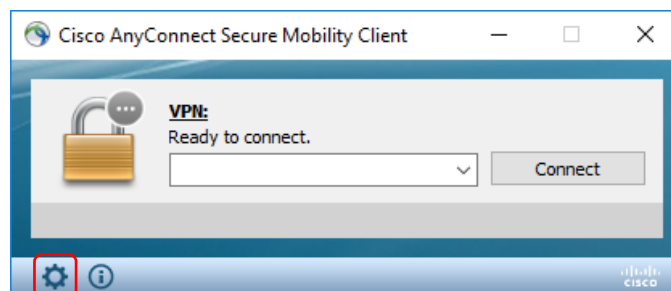 Cisco AnyConnect Secure Mobility Client
VPN:
Ready to connect.
Connect
cisco